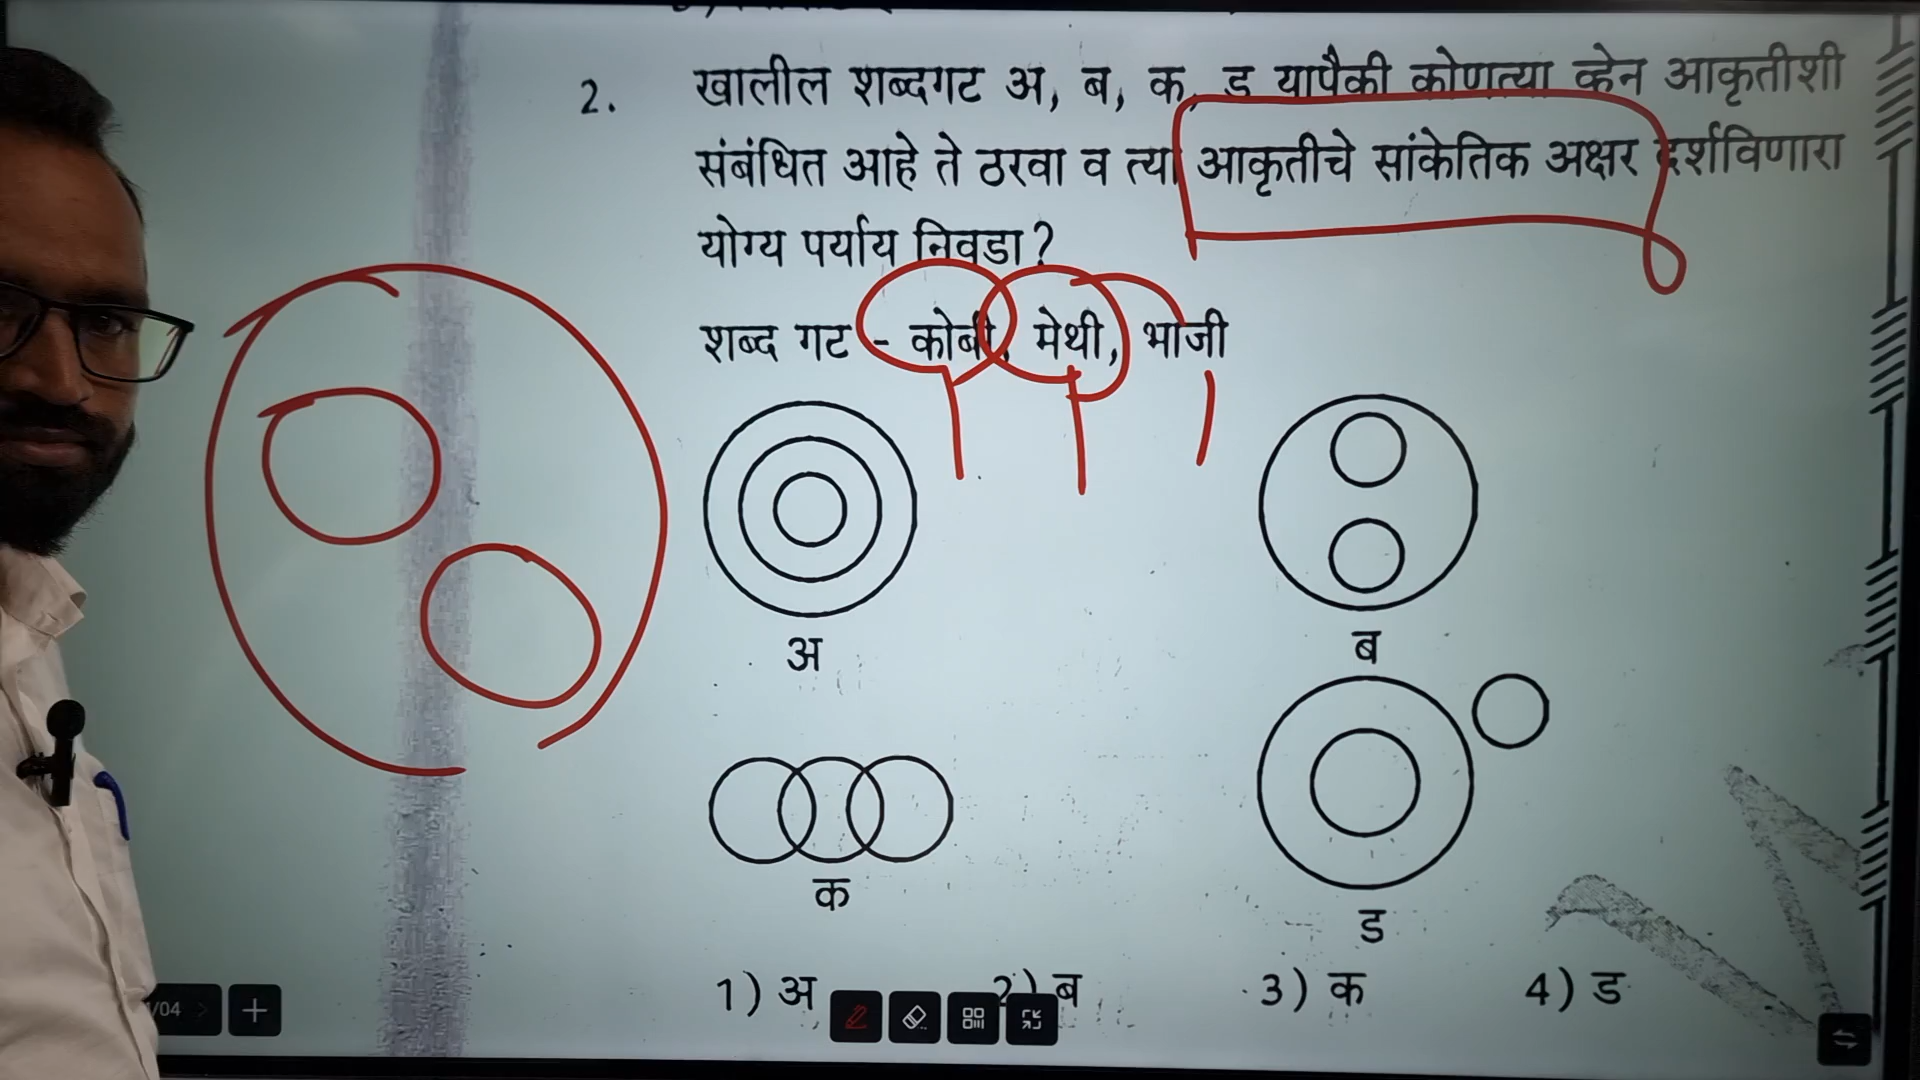 2. खालील शब्दगट अ, ब, क, ड यापैकी कोणत्या व्हेन आकृतीशी
संबंधित आहे ते ठरवा व त्या आकृतीचे सांकेतिक अक्षर दर्शविणारा
योग्य पर्याय निवडा?
शब्द गट - कोबी, मेथी, भाजी
अ
ब
क
ड
1) अ 2) ब 3) क 4) ड
/04